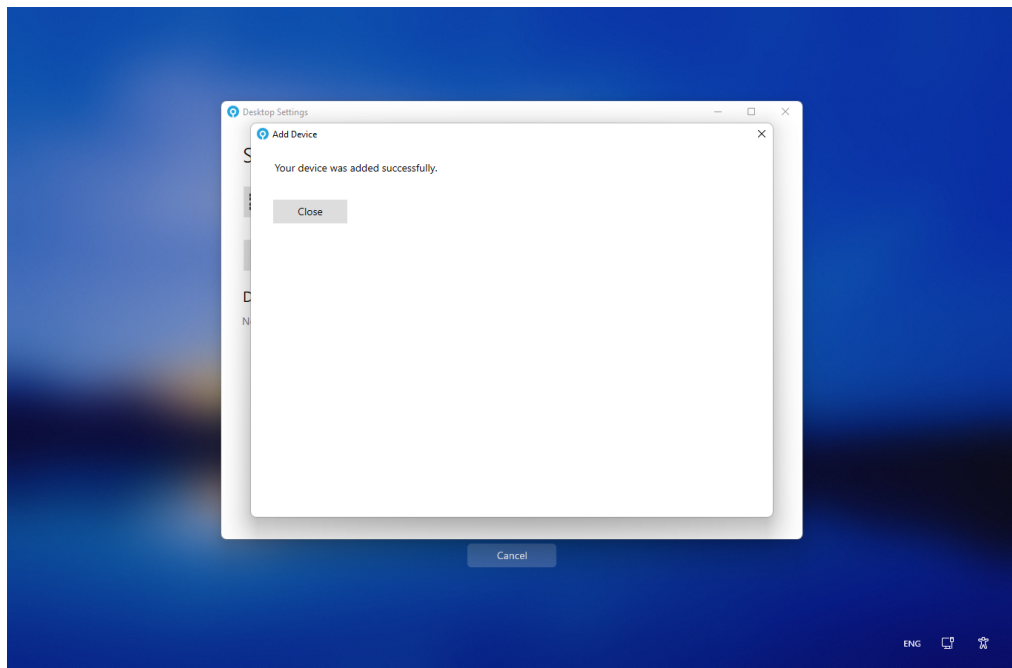 Desktop Settings
Add Device
Your device was added successfully.
Close
Cancel
ENG